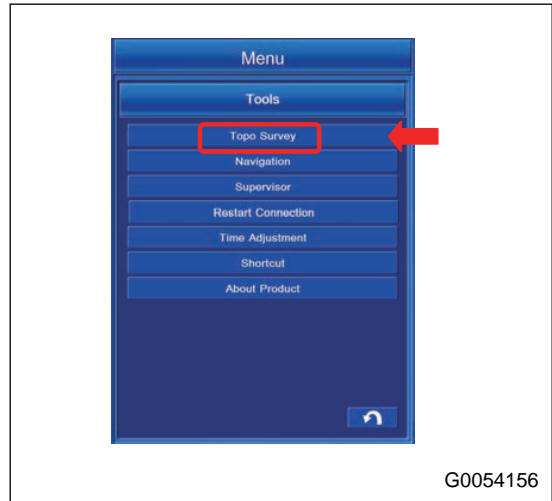 Menu
Tools
Topo Survey
Navigation
Supervisor
Restart Connection
Time Adjustment
Shortcut
About Product
G0054156